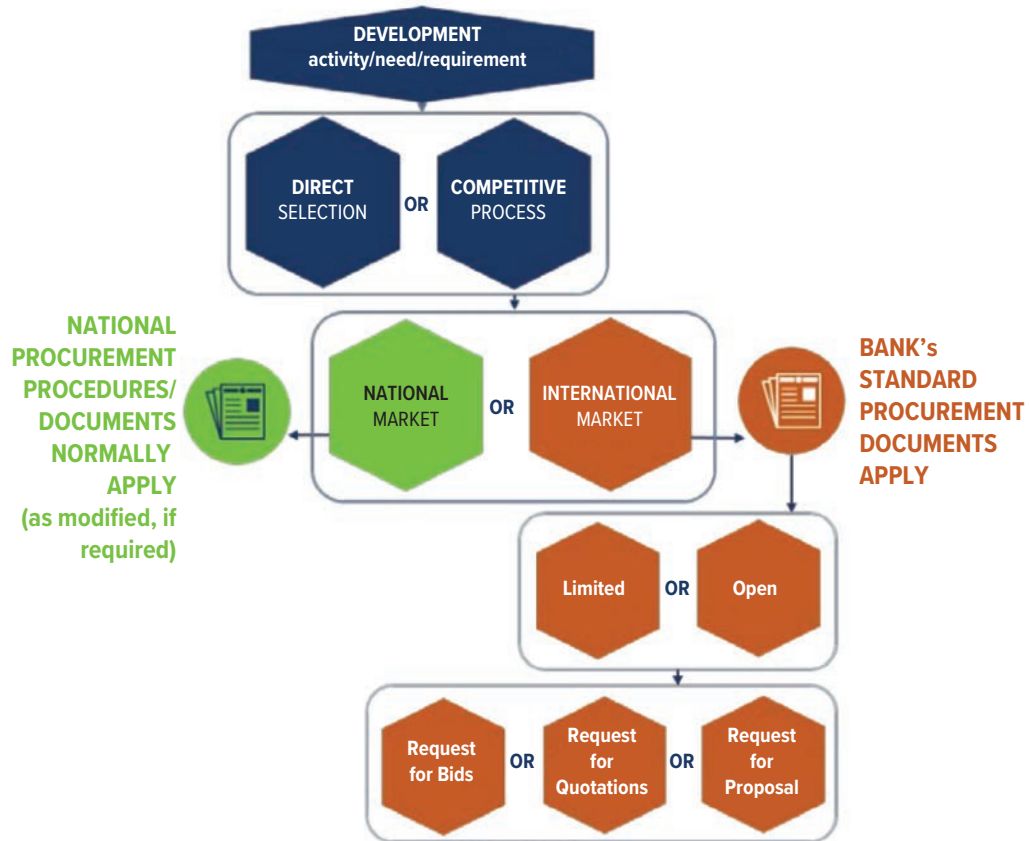 DEVELOPMENT
activity/need/requirement
DIRECT
SELECTION
OR
COMPETITIVE
PROCESS
NATIONAL
PROCUREMENT
PROCEDURES/
DOCUMENTS
NORMALLY
APPLY
(as modified, if
required)
NATIONAL
MARKET
OR
INTERNATIONAL
MARKET
BANK's
STANDARD
PROCUREMENT
DOCUMENTS
APPLY
Limited
OR
Open
Request
for Bids
OR
Request
for
Quotations
OR
Request
for
Proposal